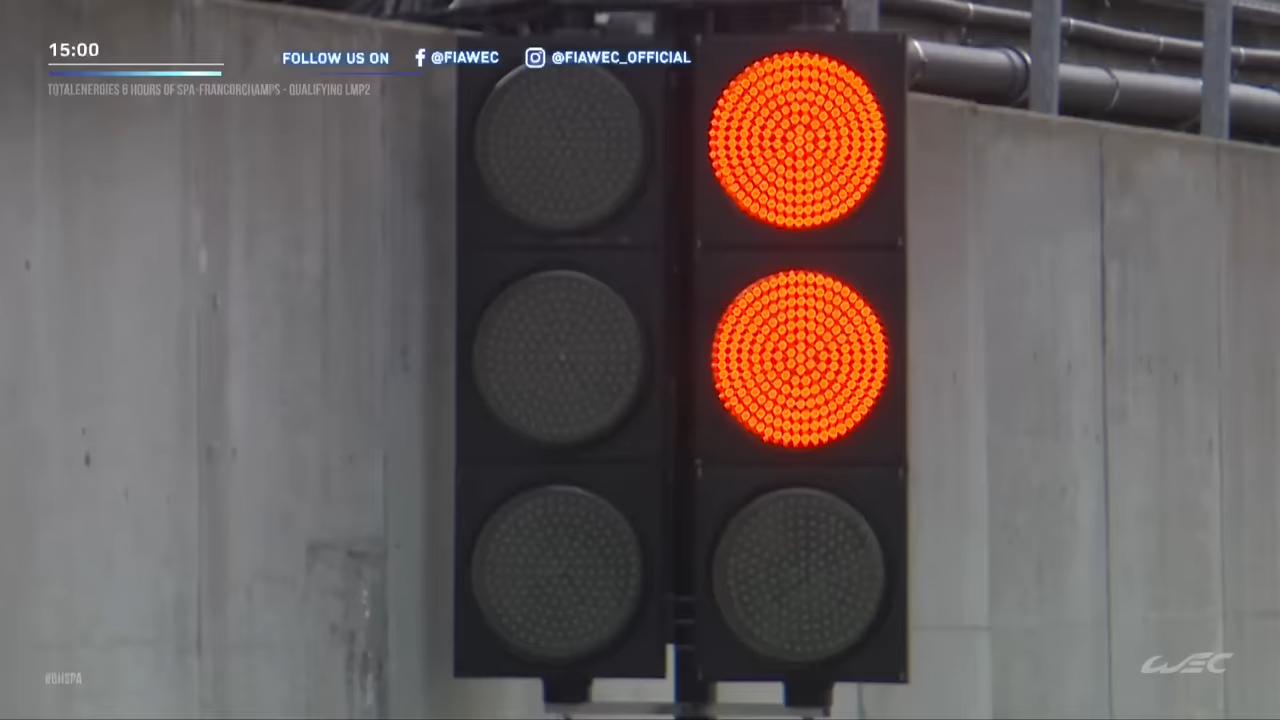 15:00
FOLLOW US ON @FIAWEC @FIAWEC_OFFICIAL
TOTALENERGIES 6 HOURS OF SPA-FRANCORCHAMPS - QUALIFYING LMP2
#6HSPA
WEC